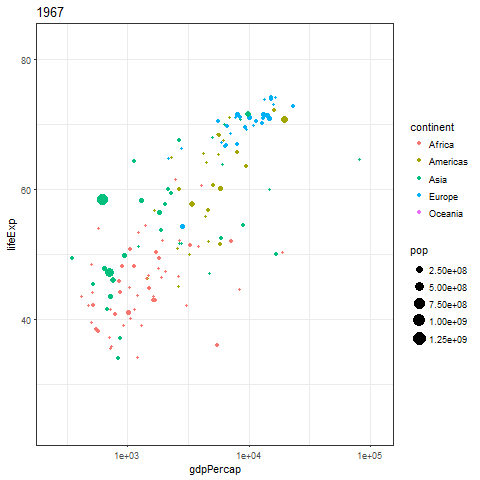 1967
80
60
40
lifeExp
1e+03
1e+04
1e+05
gdpPercap
continent
Africa
Americas
Asia
Europe
Oceania
pop
2.50e+08
5.00e+08
7.50e+08
1.00e+09
1.25e+09